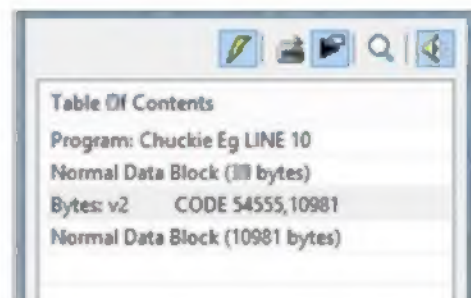 Table Of Contents
Program: Chuckie Eg LINE 10
Normal Data Block ( bytes)
Bytes: v2 CODE 54555,10981
Normal Data Block (10981 bytes)